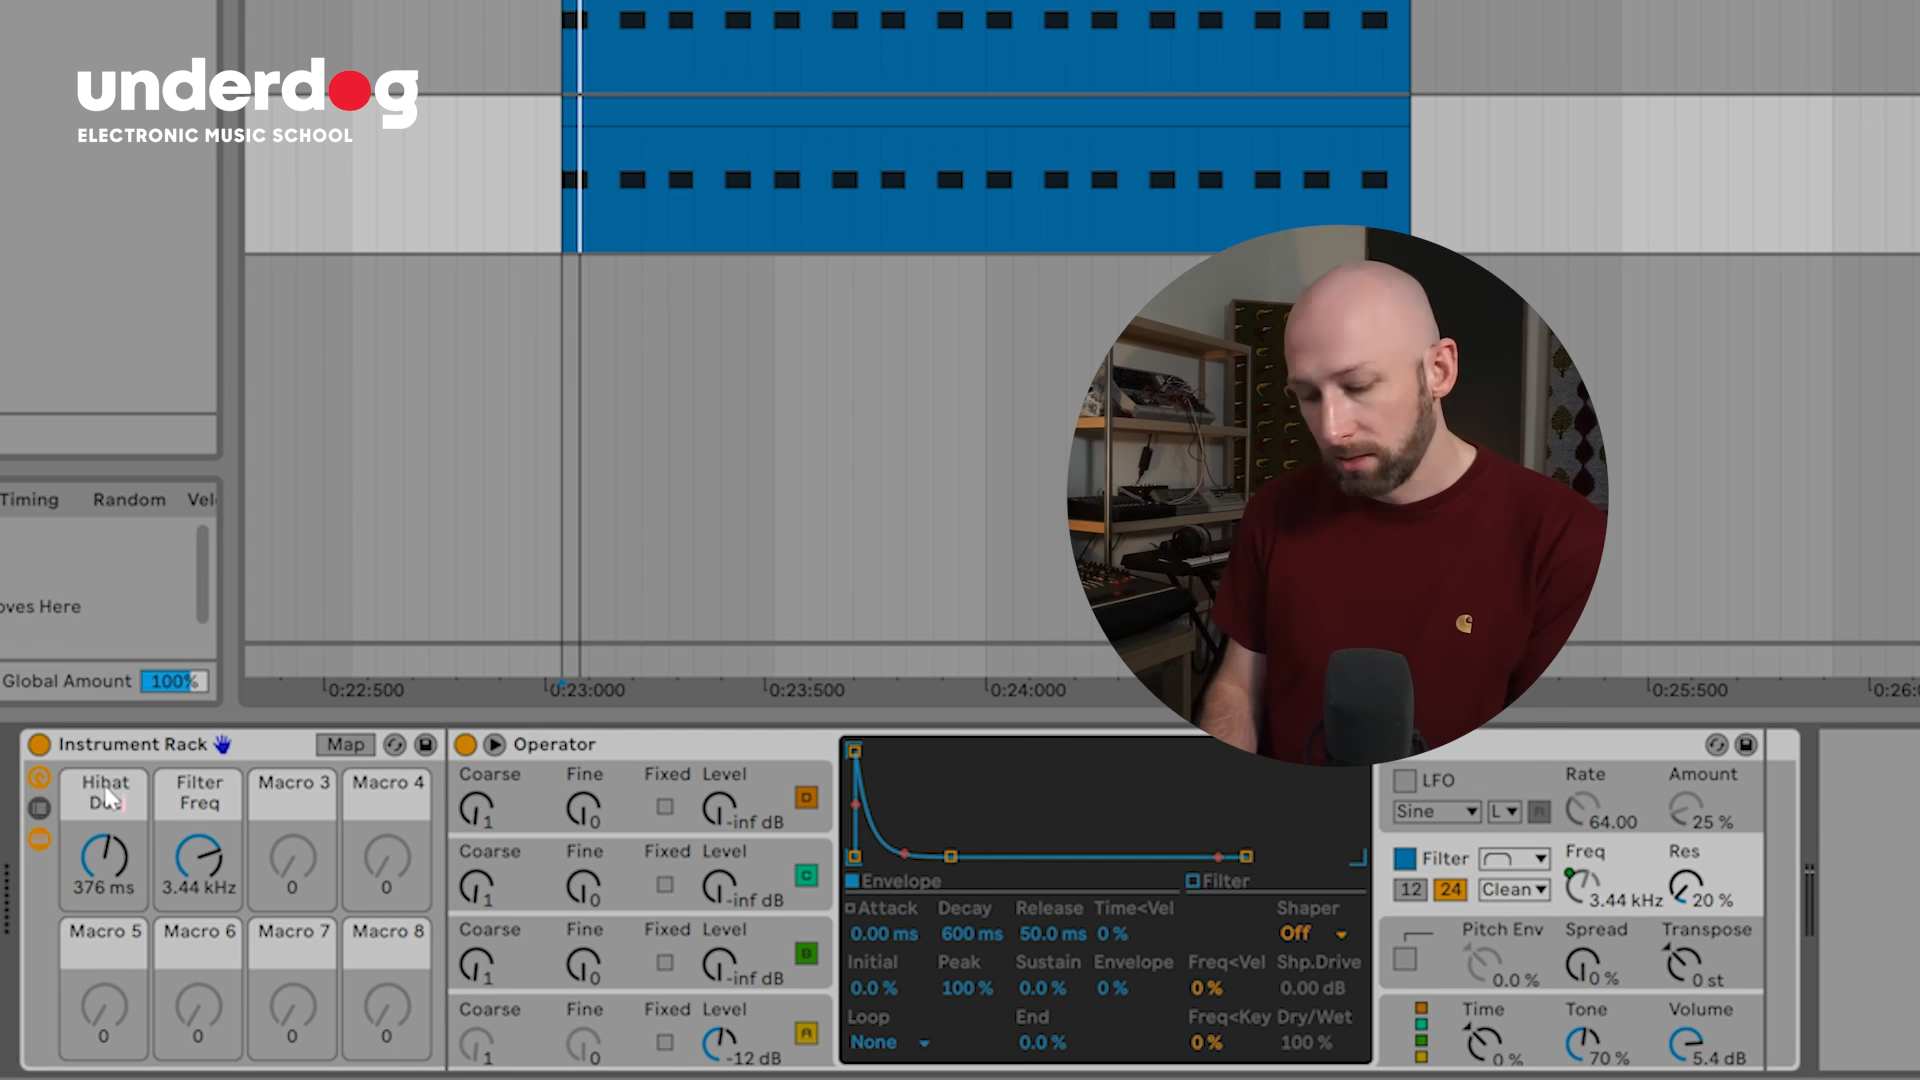 underdog
ELECTRONIC MUSIC SCHOOL
Timing Random
oves Here
Global Amount 100%
0:22:500 0:23:000 0:23:500 0:24:000 0:25:500
Instrument Rack Map
Hihat
Filter Freq
Macro 3
Macro 4
376 ms
3.44 kHz
0
0
Macro 5
Macro 6
Macro 7
Macro 8
0
0
0
0
Operator
Coarse Fine Fixed Level
1 0 -inf dB D
Coarse Fine Fixed Level
1 0 -inf dB C
Coarse Fine Fixed Level
1 0 -inf dB B
Coarse Fine Fixed Level
1 0 -12 dB A
Envelope Filter
Attack Decay Release Time<Vel Shaper
0.00 ms 600 ms 50.0 ms 0 % Off
Initial Peak Sustain Envelope Freq<Vel Shp.Drive
0.0 % 100 % 0.0 % 0 % 0 % 0.00 dB
Loop End Freq<Key Dry/Wet
None 0.0 % 0 % 100 %
LFO Rate Amount
Sine L R 64.00 25 %
Filter Freq Res
12 24 Clean 3.44 kHz 20 %
Pitch Env Spread Transpose
0.0 % 0 % 0 st
Time Tone Volume
0 % 70 % 5.4 dB